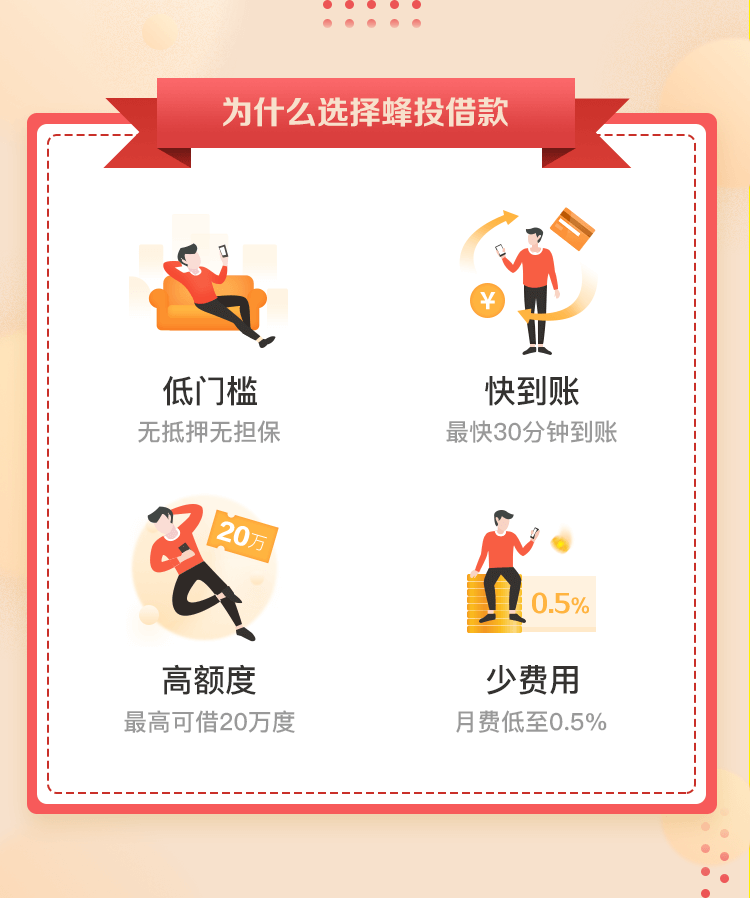 为什么选择蜂投借款
¥
低门槛
快到账
无抵押无担保
最快30分钟到账
20万
0.5%
高额度
少费用
最高可借20万度
月费低至0.5%